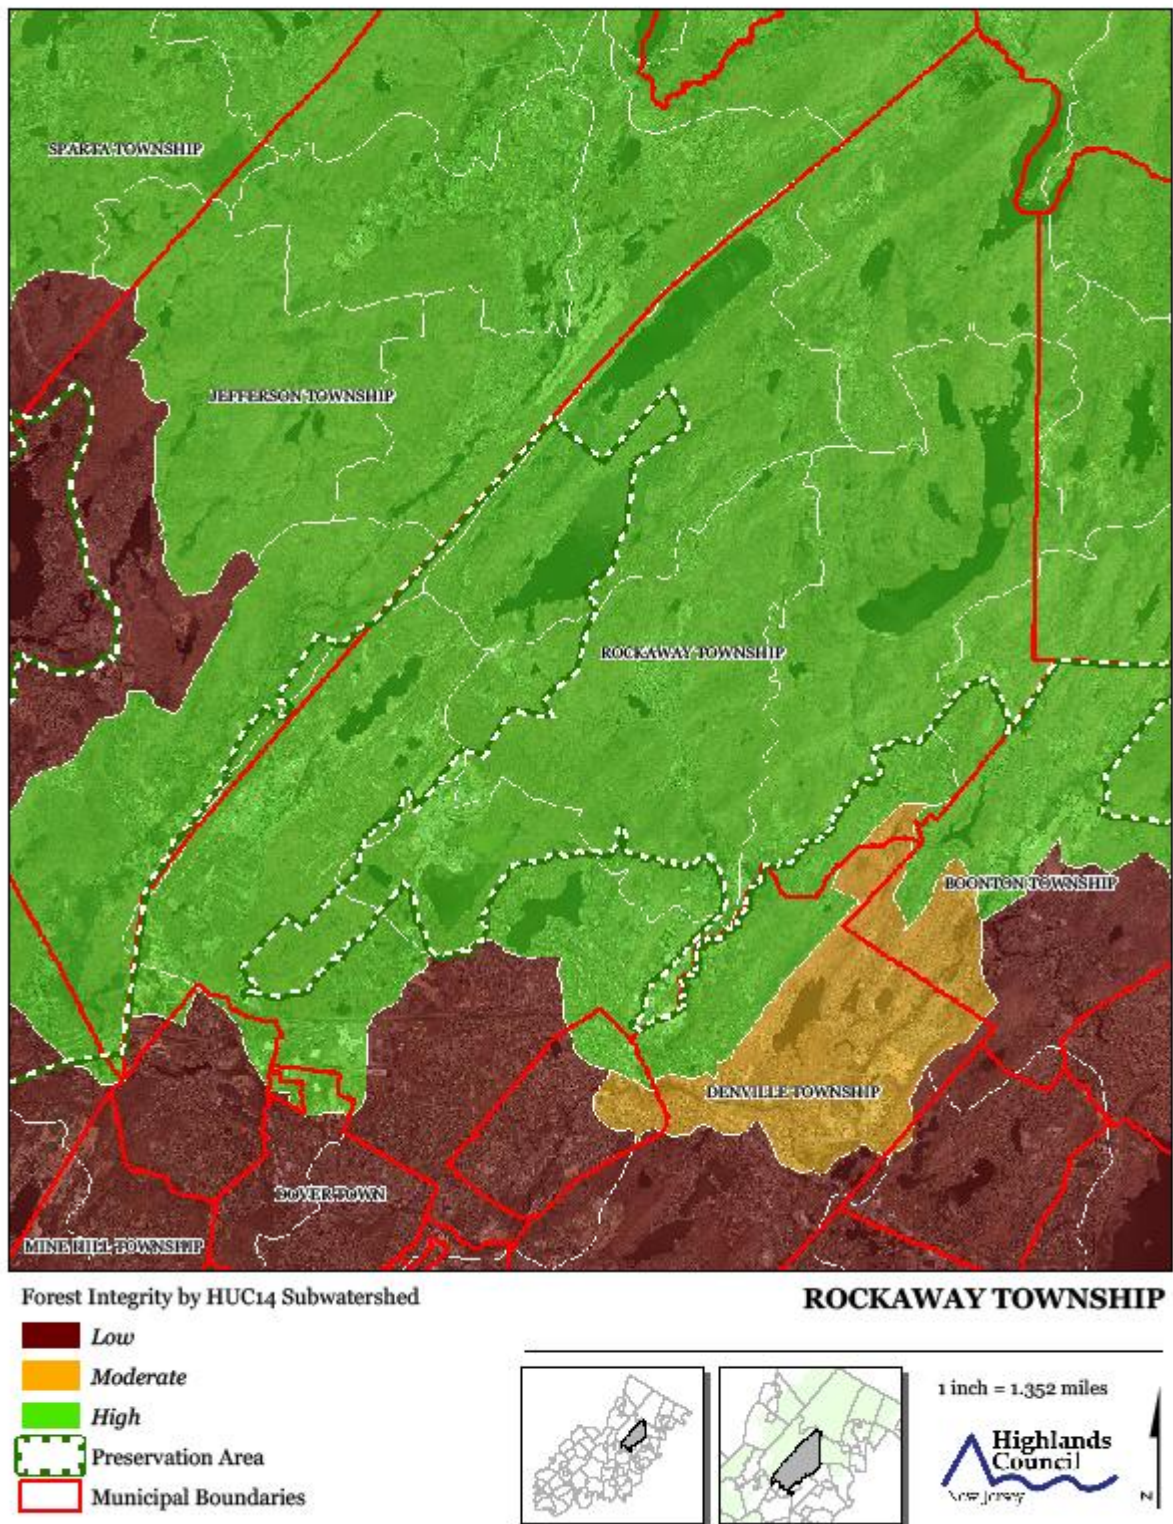 SPARTA TOWNSHIP
JEFFERSON TOWNSHIP
ROCKAWAY TOWNSHIP
BOONTON TOWNSHIP
DENVILLE TOWNSHIP
DOVER TOWN
MINE HILL TOWNSHIP
Forest Integrity by HUC14 Subwatershed
ROCKAWAY TOWNSHIP
Low
Moderate
High
Preservation Area
Municipal Boundaries
1 inch = 1.352 miles
Highlands
Council
New Jersey
N